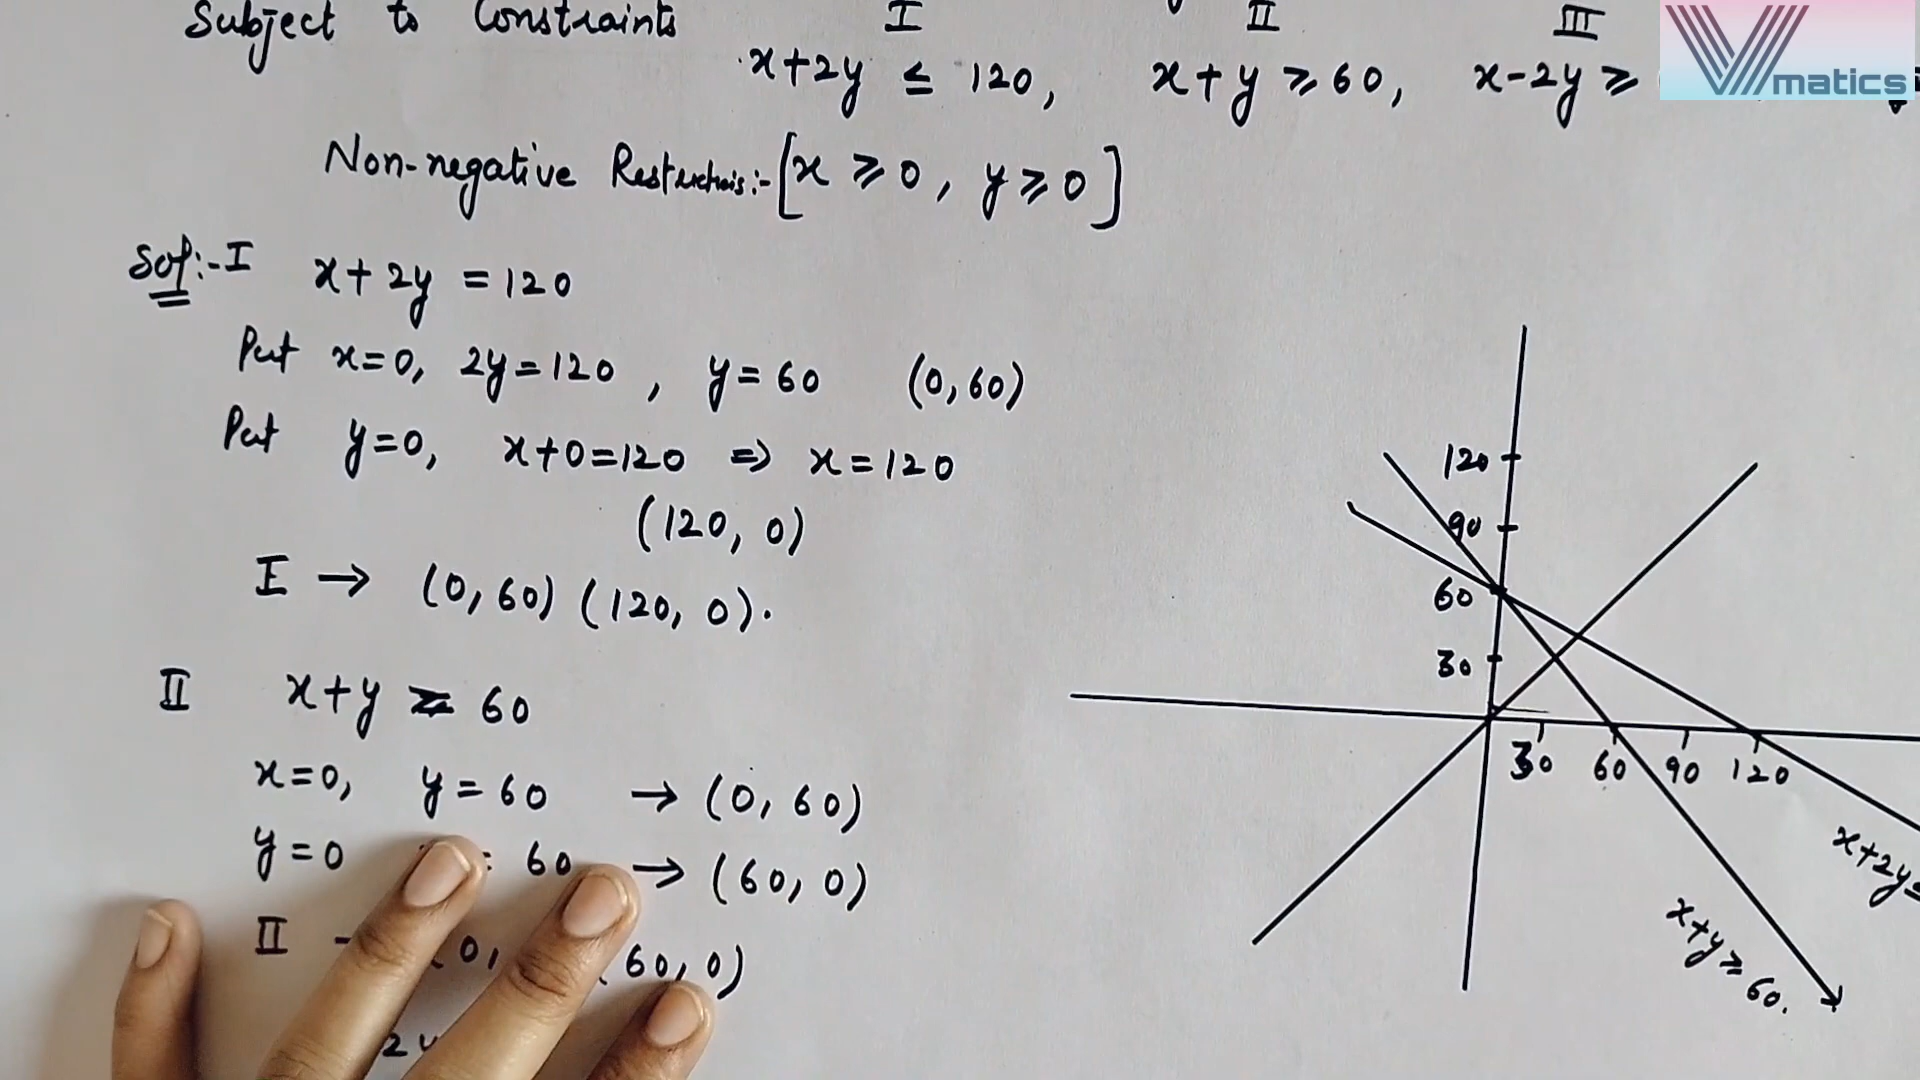 Subject to Constraints I II III
x+2y ≤ 120, x+y ≥ 60, x-2y ≥
Vmatics
Non-negative Restrictions:- [x ≥ 0, y ≥ 0]
Sol:- I x+2y = 120
Put x=0, 2y=120, y=60 (0,60)
Put y=0, x+0=120 ⇒ x=120
(120, 0)
I → (0,60) (120, 0).
II x+y = 60
x=0, y=60 → (0, 60)
y=0 = 60 → (60, 0)
II (0, (60,0)
2y
120
90
60
30
30 60 90 120
x+2y≤
x+y ≥ 60.